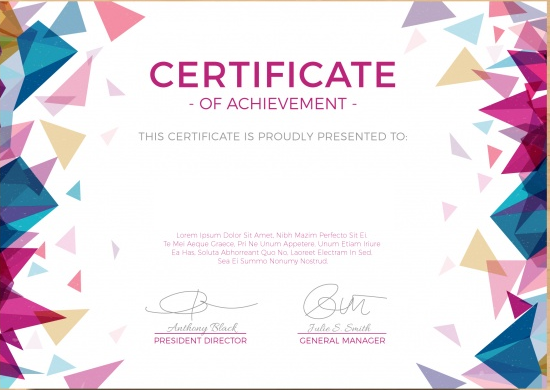 CERTIFICATE
- OF ACHIEVEMENT -
THIS CERTIFICATE IS PROUDLY PRESENTED TO:
Lorem Ipsum Dolor Sit Amet, Nibh Mazim Perfecto Sit Ei,
Te Mei Aeque Graece, Pri Ne Unum Appetere, Unum Etiam Iriure
Ea Has, Soluta Abhorreant Quo No, Laoreet Electram In Sed.
Sea Ei Summo Nonumy Nostrud.
Anthony Black
PRESIDENT DIRECTOR
Julie S. Smith
GENERAL MANAGER